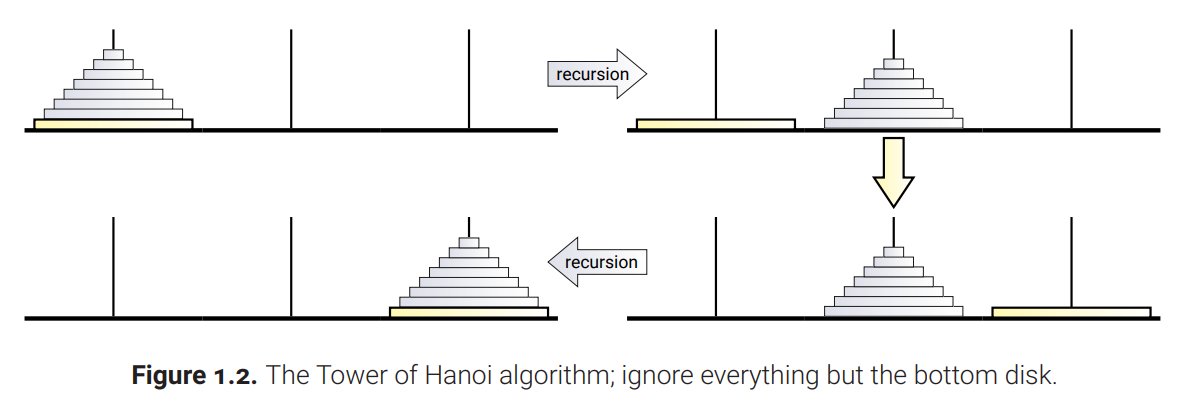 recursion
recursion
Figure 1.2. The Tower of Hanoi algorithm; ignore everything but the bottom disk.